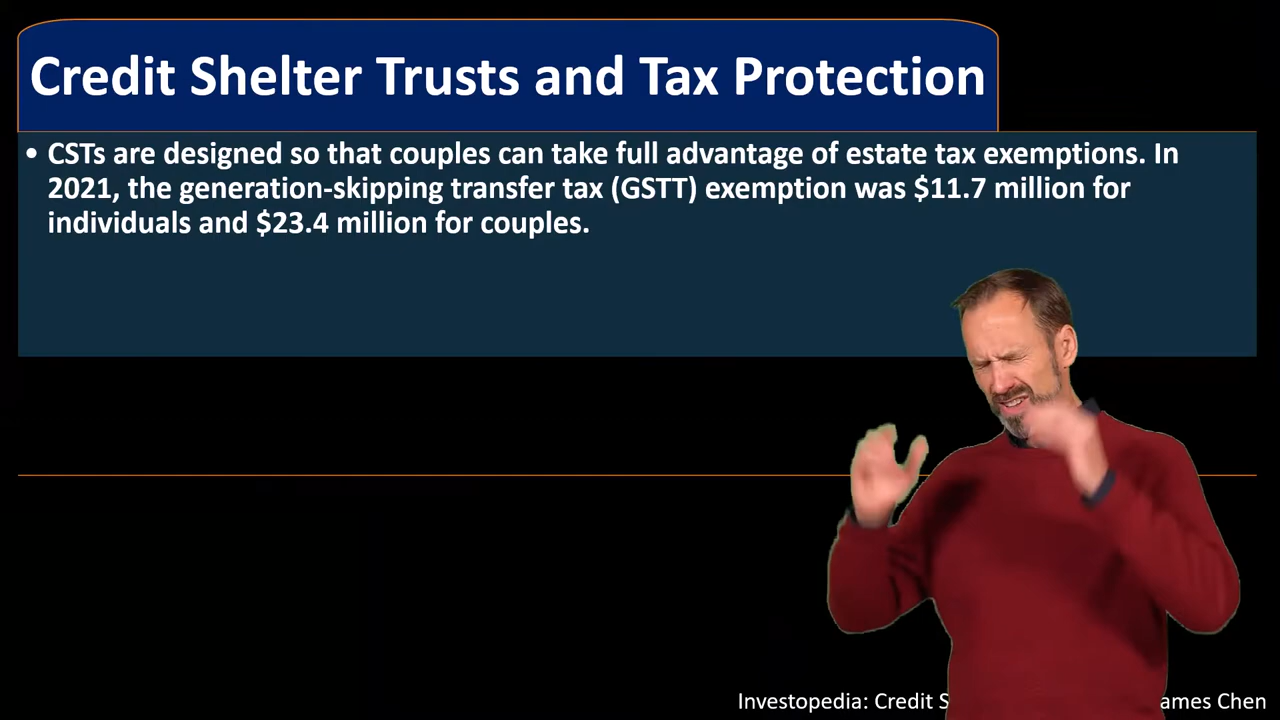 Credit Shelter Trusts and Tax Protection
• CSTs are designed so that couples can take full advantage of estate tax exemptions. In
2021, the generation-skipping transfer tax (GSTT) exemption was $11.7 million for
individuals and $23.4 million for couples.
Investopedia: Credit Chen